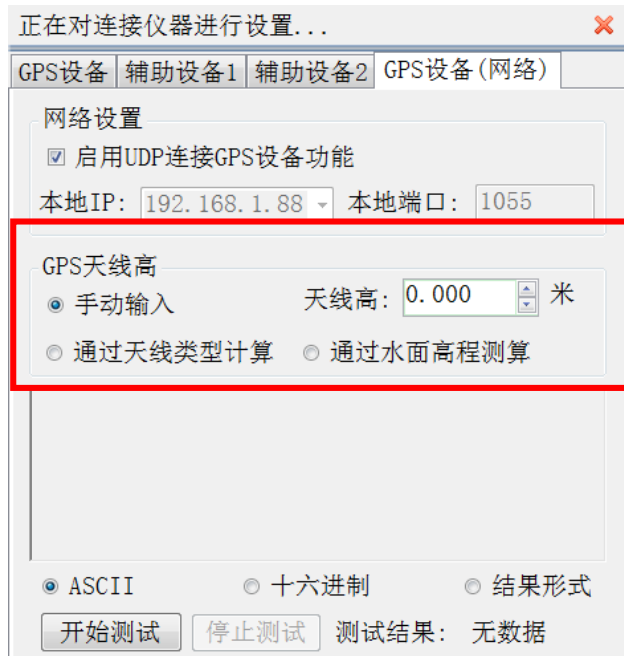 正在对连接仪器进行设置...
GPS设备 辅助设备1 辅助设备2 GPS设备(网络)
网络设置
启用UDP连接GPS设备功能
本地IP: 192.168.1.88 本地端口: 1055
GPS天线高
手动输入 天线高: 0.000 米
通过天线类型计算 通过水面高程测算
ASCII 十六进制 结果形式
开始测试 停止测试 测试结果: 无数据